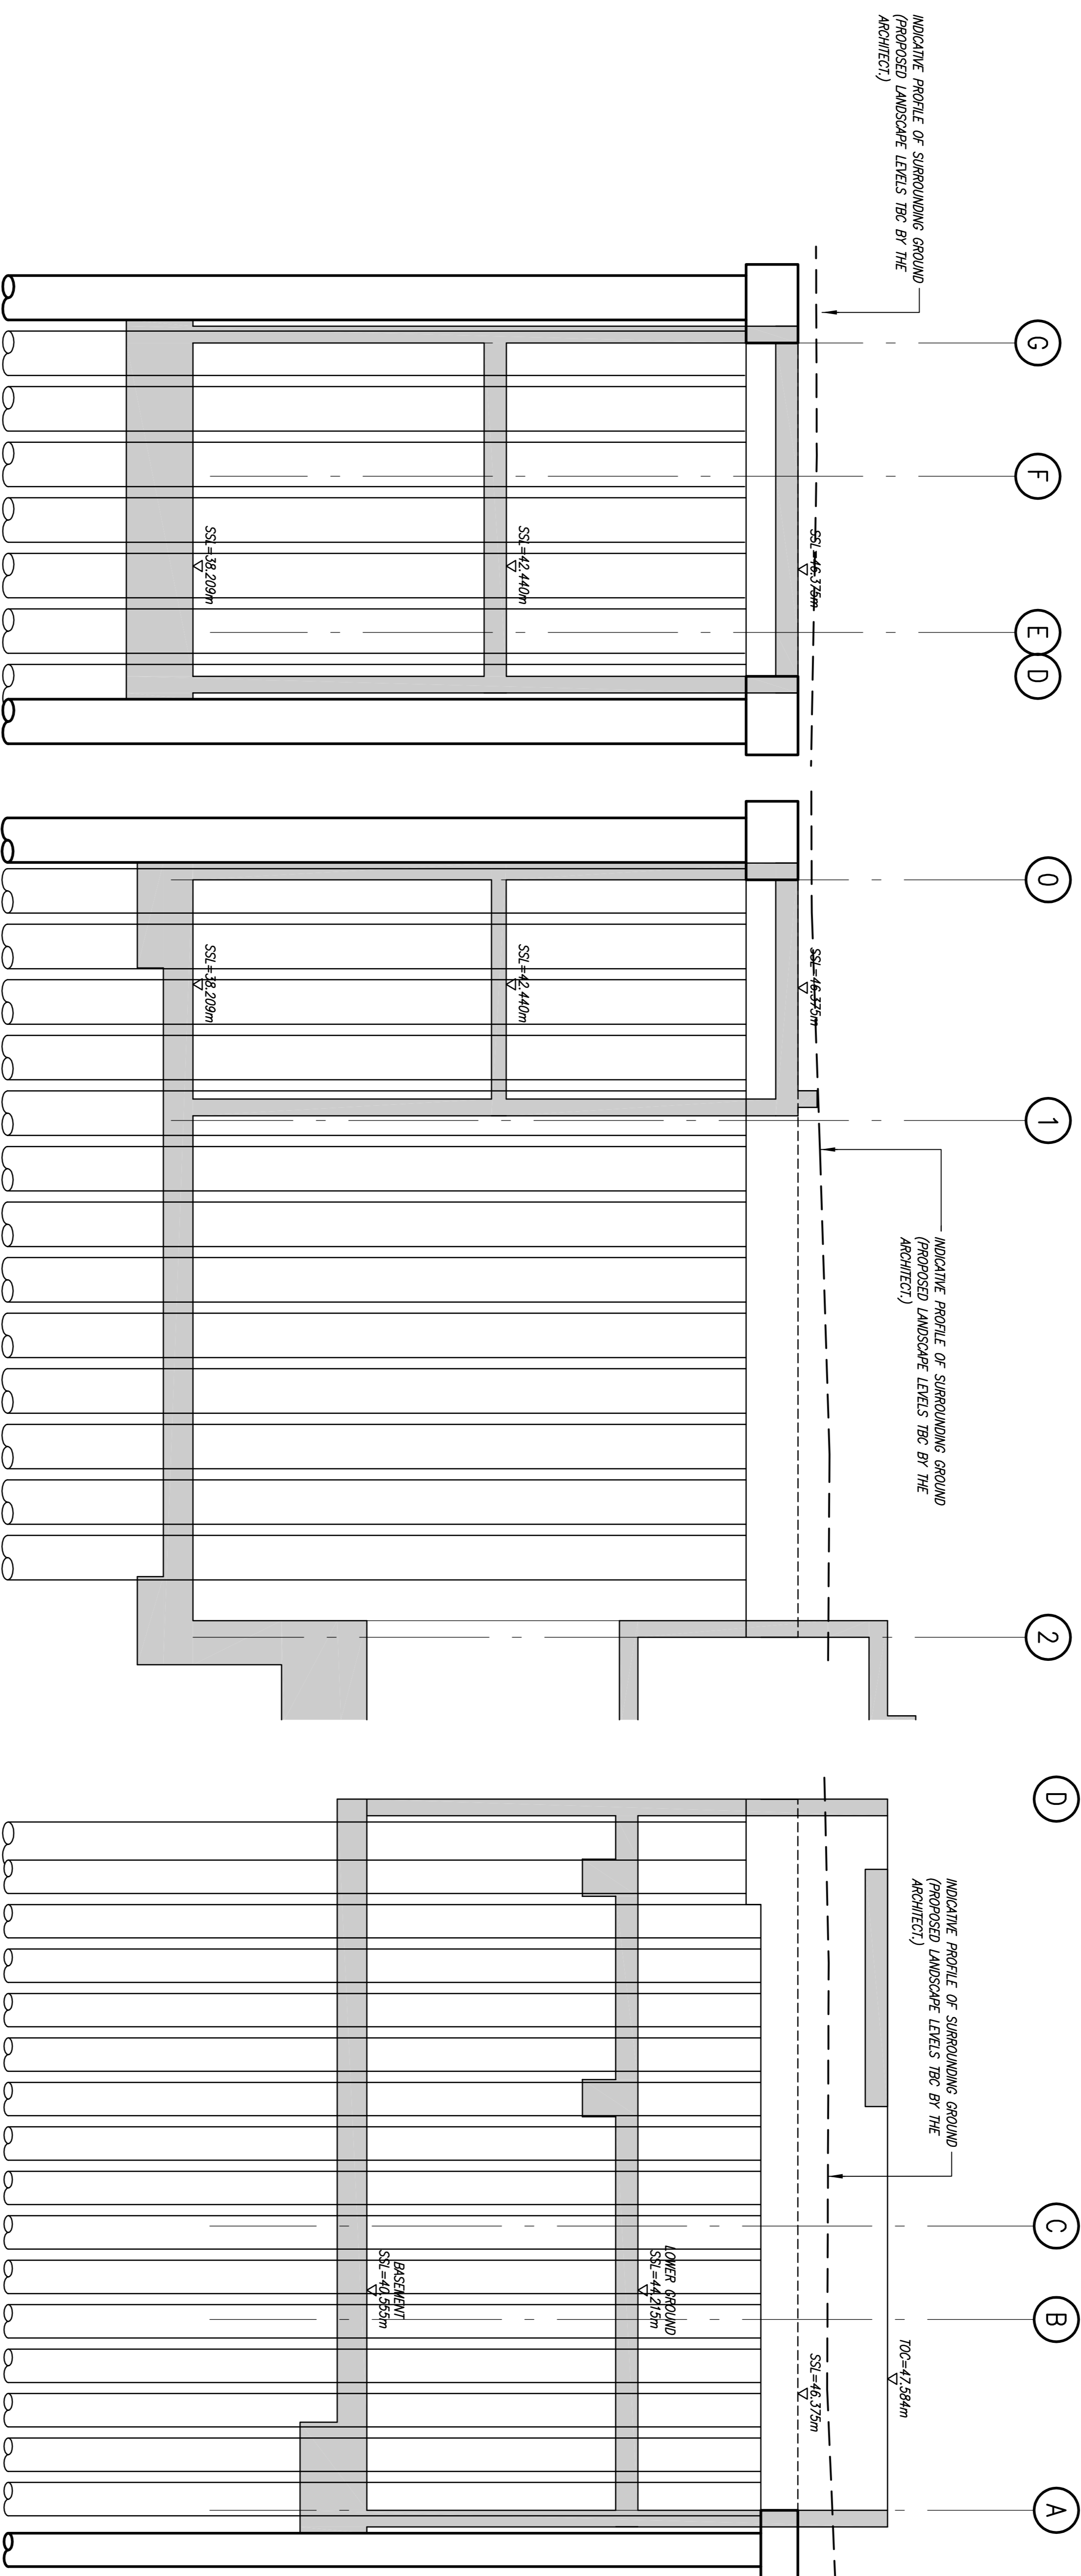 INDICATIVE PROFILE OF SURROUNDING GROUND
(PROPOSED LANDSCAPE LEVELS TBC BY THE
ARCHITECT.)
G
F
E
D
SSL=46.375m
SSL=42.440m
SSL=38.209m
0
1
2
INDICATIVE PROFILE OF SURROUNDING GROUND
(PROPOSED LANDSCAPE LEVELS TBC BY THE
ARCHITECT.)
SSL=46.375m
SSL=42.440m
SSL=38.209m
D
C
B
A
INDICATIVE PROFILE OF SURROUNDING GROUND
(PROPOSED LANDSCAPE LEVELS TBC BY THE
ARCHITECT.)
TOC=47.584m
SSL=46.375m
LOWER GROUND
SSL=44.215m
BASEMENT
SSL=40.555m